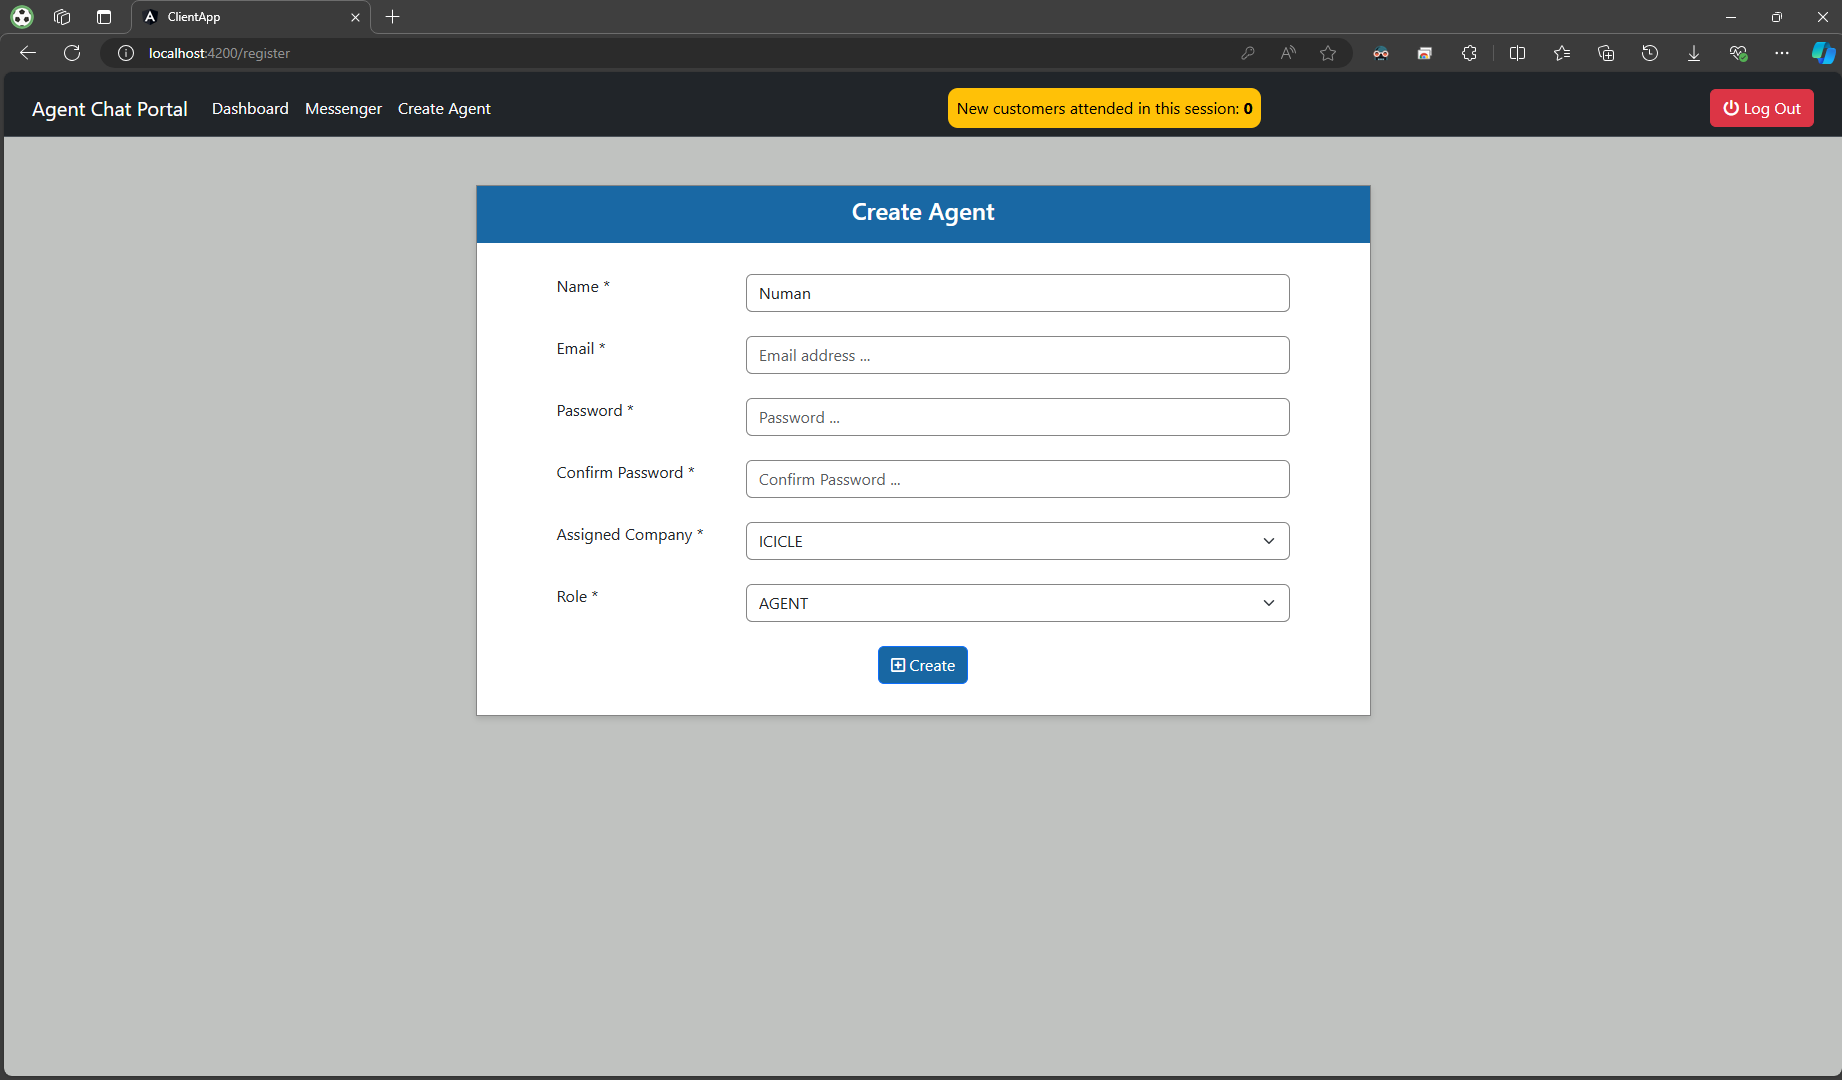 ClientApp
localhost:4200/register
Agent Chat Portal Dashboard Messenger Create Agent New customers attended in this session: 0 Log Out
Create Agent
Name * Numan
Email * Email address ...
Password * Password ...
Confirm Password * Confirm Password ...
Assigned Company * ICICLE
Role * AGENT
Create